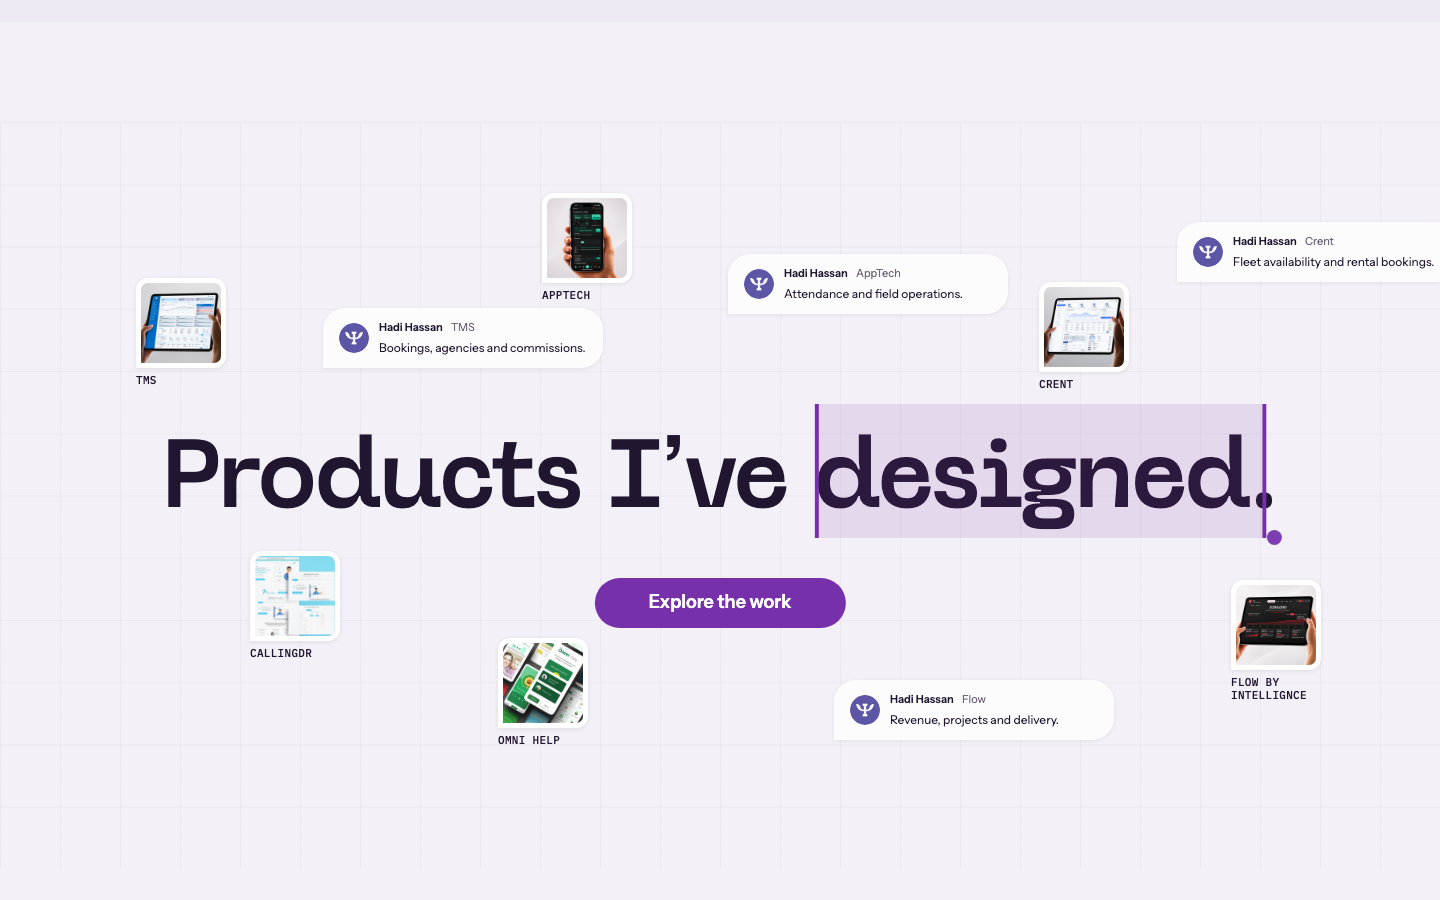 APPTECH
Hadi Hassan Crent
Fleet availability and rental bookings.
Hadi Hassan AppTech
Attendance and field operations.
TMS
Hadi Hassan TMS
Bookings, agencies and commissions.
CRENT
Products I’ve designed.
Explore the work
CALLINGDR
OMNI HELP
FLOW BY
INTELLIGNCE
Hadi Hassan Flow
Revenue, projects and delivery.